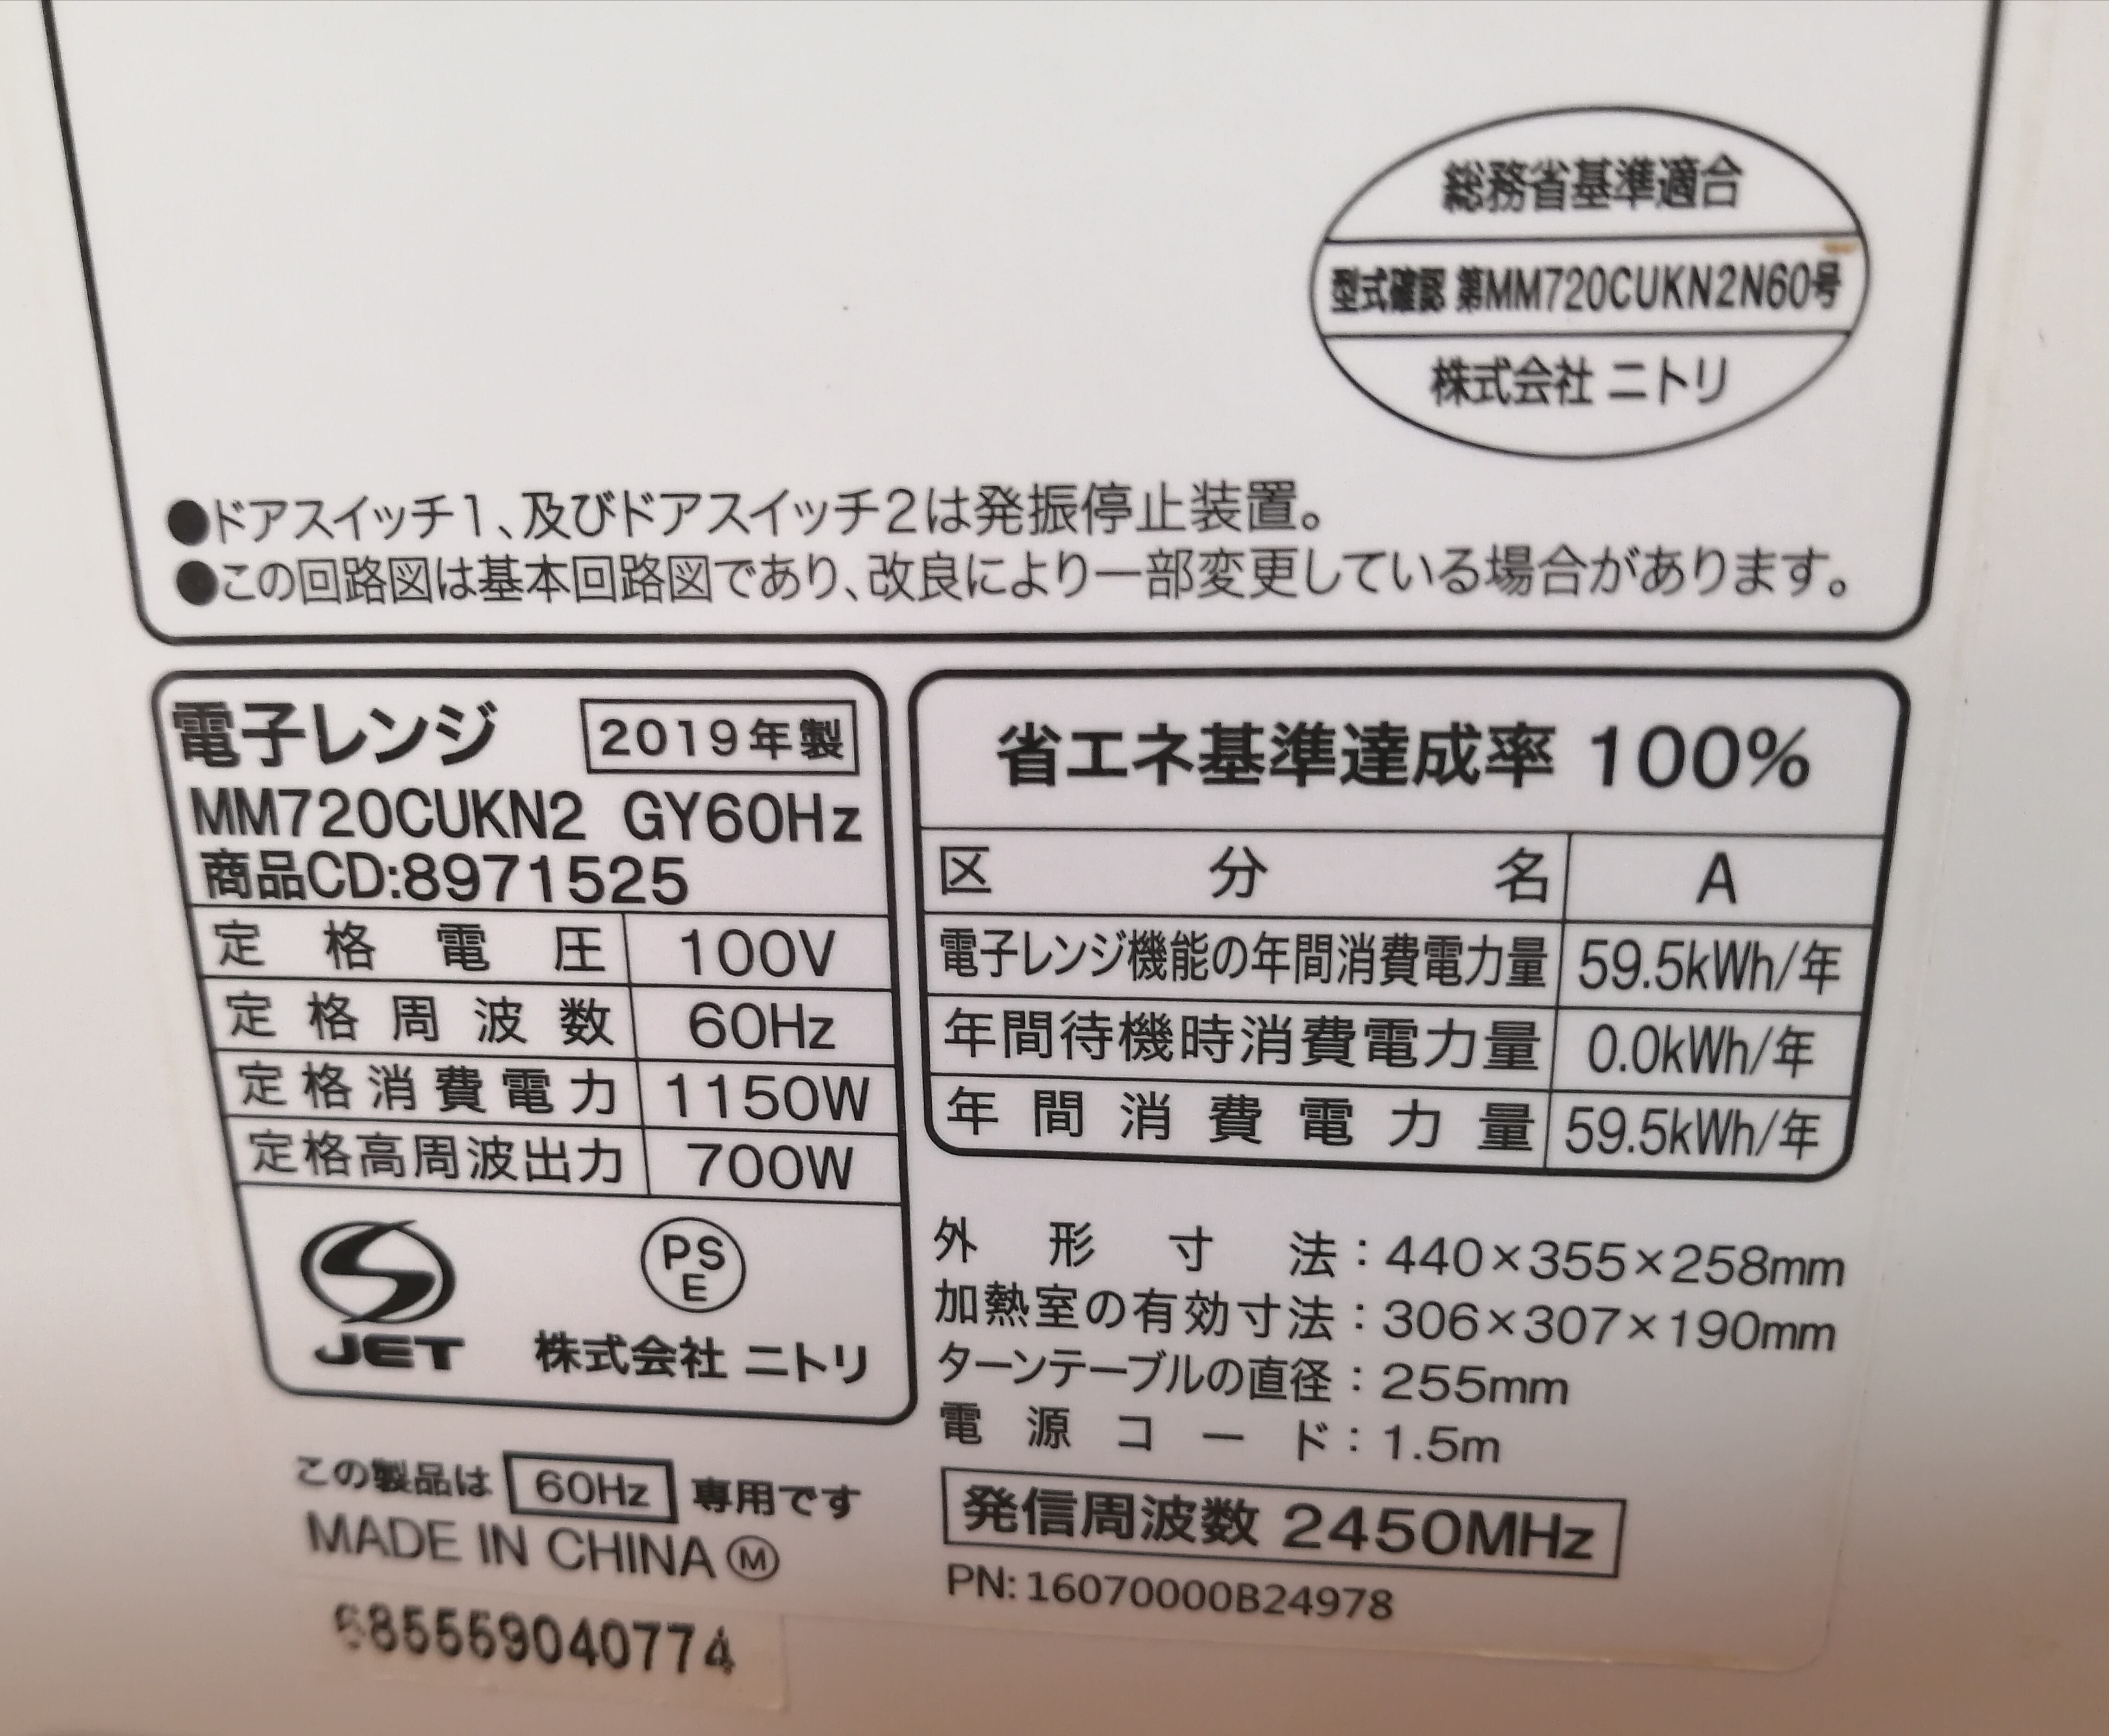 総務省基準適合
型式確認 第MM720CUKN2N60号
株式会社 ニトリ
●ドアスイッチ1、及びドアスイッチ2は発振停止装置。
●この回路図は基本回路図であり、改良により一部変更している場合があります。
電子レンジ 2019年製
MM720CUKN2 GY60Hz
商品CD:8971525
定格電圧 100V
定格周波数 60Hz
定格消費電力 1150W
定格高周波出力 700W
JET
PSE
株式会社 ニトリ
この製品は 60Hz 専用です
MADE IN CHINA Ⓜ
685559040774
省エネ基準達成率 100%
区分名 A
電子レンジ機能の年間消費電力量 59.5kWh/年
年間待機時消費電力量 0.0kWh/年
年間消費電力量 59.5kWh/年
外形寸法：440×355×258mm
加熱室の有効寸法：306×307×190mm
ターンテーブルの直径：255mm
電源コード：1.5m
発信周波数 2450MHz
PN:16070000B24978